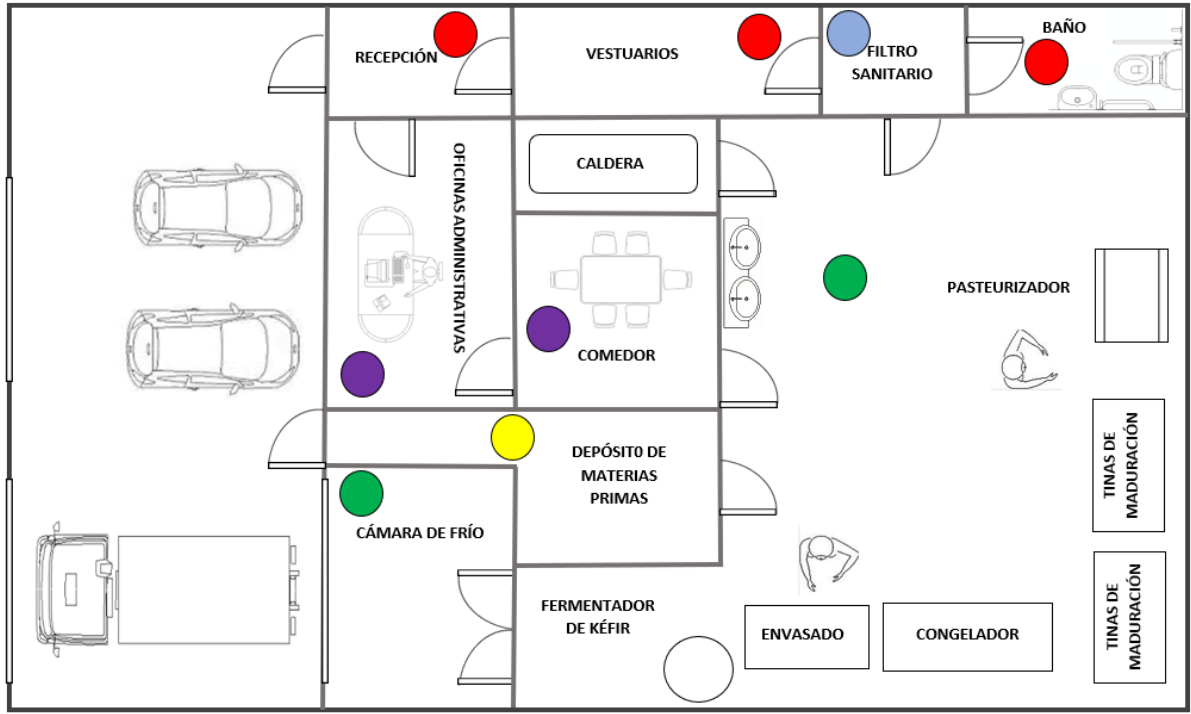 RECEPCIÓN
VESTUARIOS
FILTRO
SANITARIO
BAÑO
OFICINAS ADMINISTRATIVAS
CALDERA
COMEDOR
PASTEURIZADOR
TINAS DE
MADURACIÓN
DEPÓSIT0 DE
MATERIAS
PRIMAS
CÁMARA DE FRÍO
FERMENTADOR
DE KÉFIR
ENVASADO
CONGELADOR
TINAS DE
MADURACIÓN